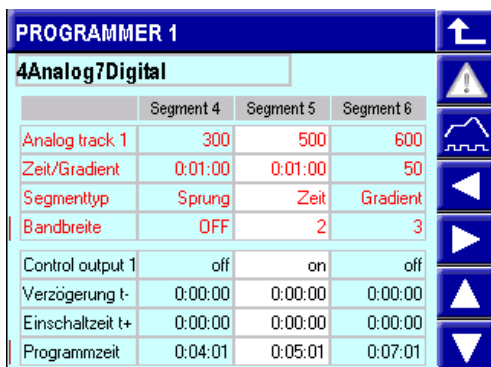 PROGRAMMER 1
4Analog7Digital
Segment 4 Segment 5 Segment 6
Analog track 1 300 500 600
Zeit/Gradient 0:01:00 0:01:00 50
Segmenttyp Sprung Zeit Gradient
Bandbreite OFF 2 3
Control output 1 off on off
Verzögerung t- 0:00:00 0:00:00 0:00:00
Einschaltzeit t+ 0:00:00 0:00:00 0:00:00
Programmzeit 0:04:01 0:05:01 0:07:01